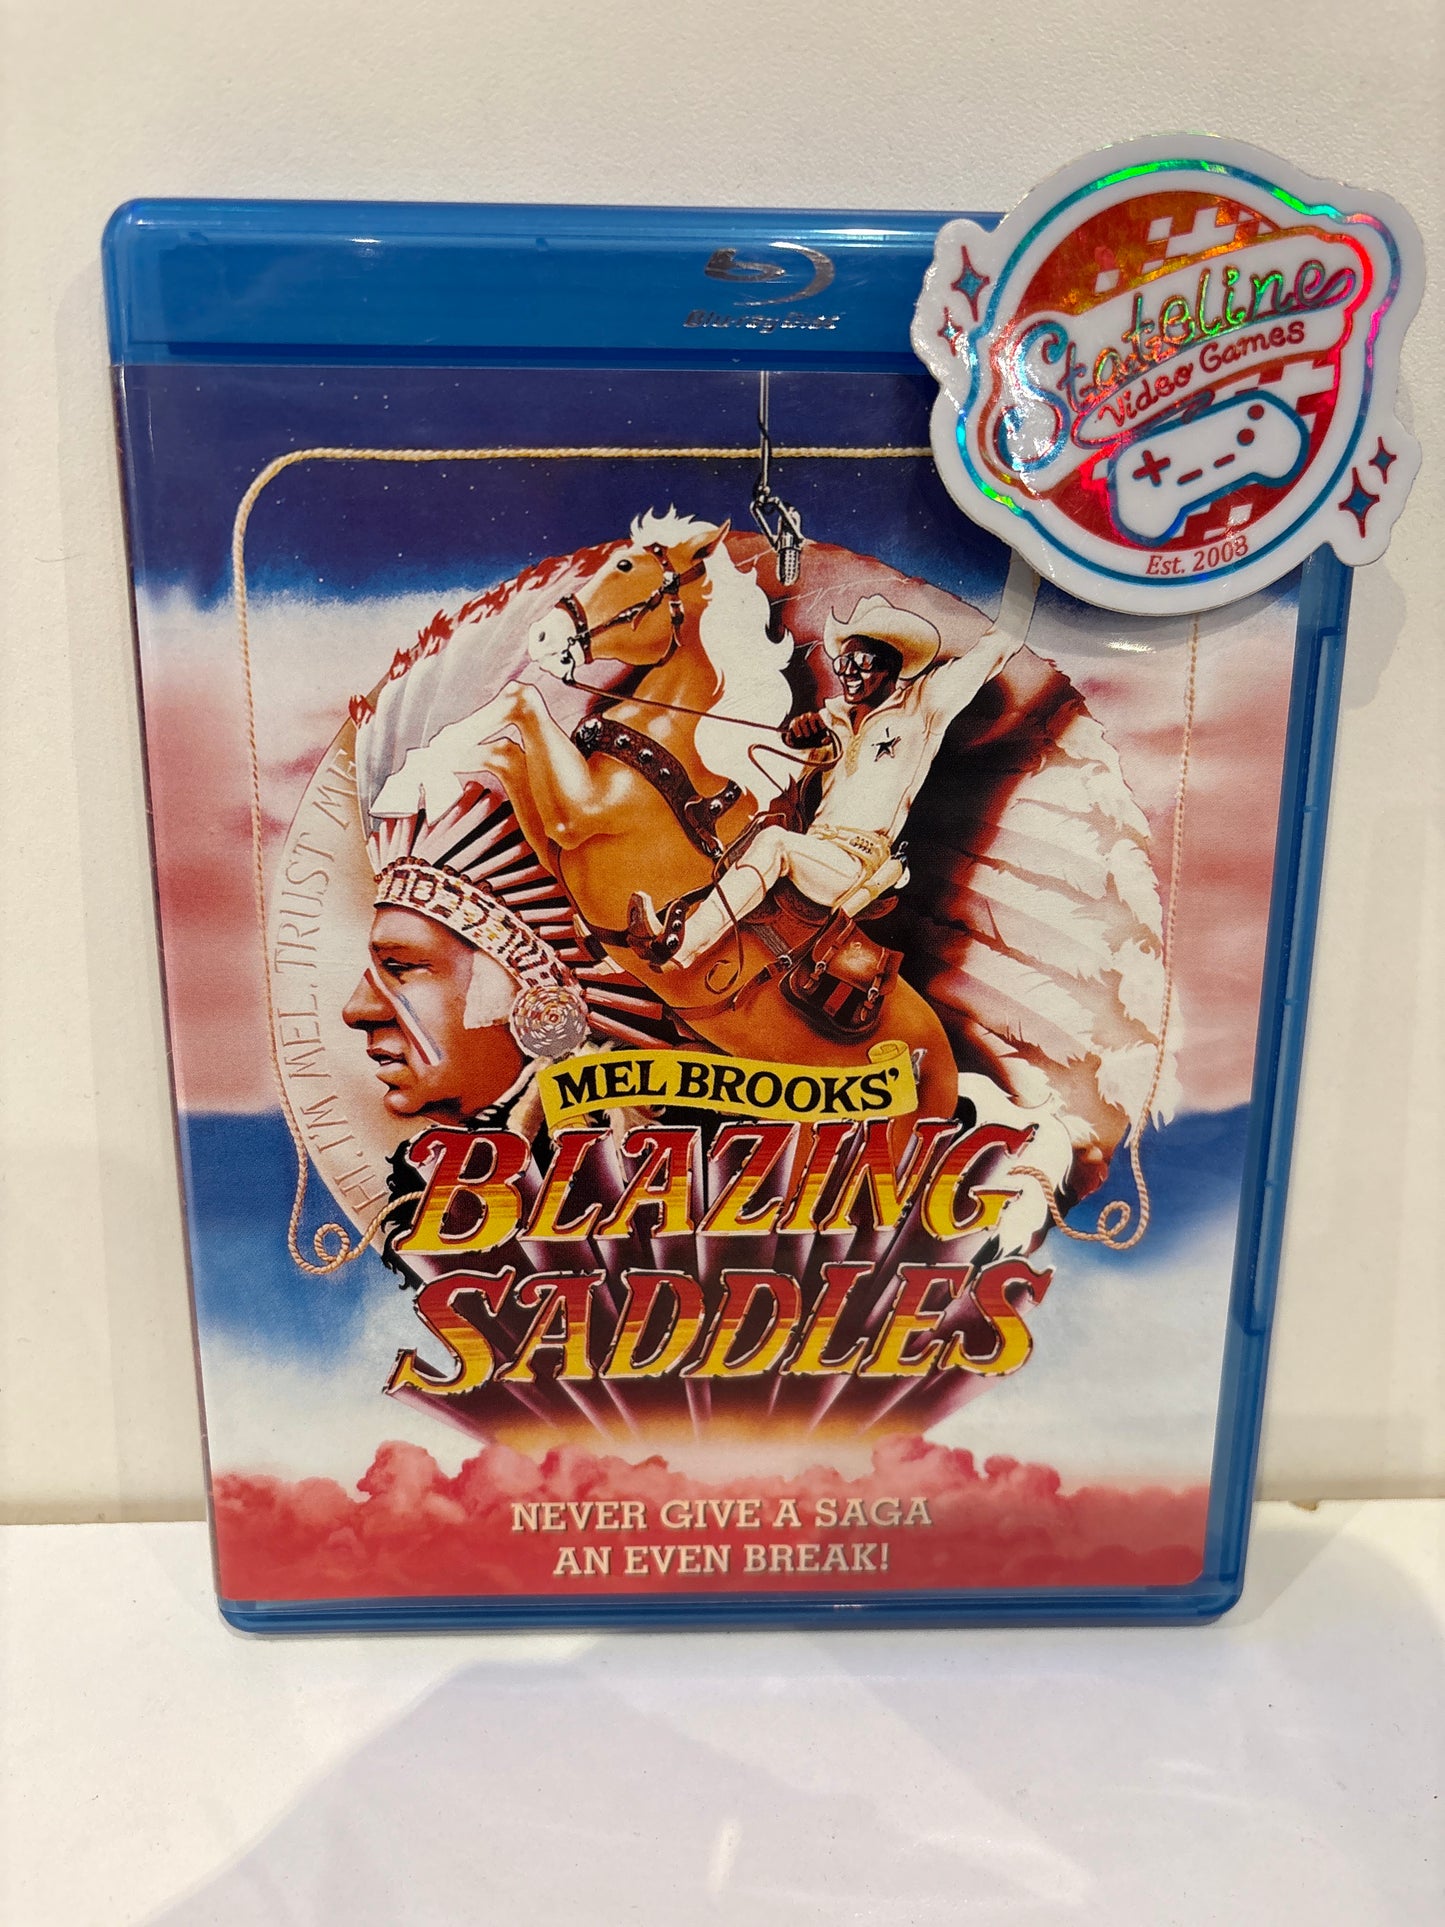 Blu-ray Disc
Stateline
Video Games
Est. 2008
HI, I'M MEL. TRUST ME
MEL BROOKS'
BLAZING
SADDLES
NEVER GIVE A SAGA
AN EVEN BREAK!